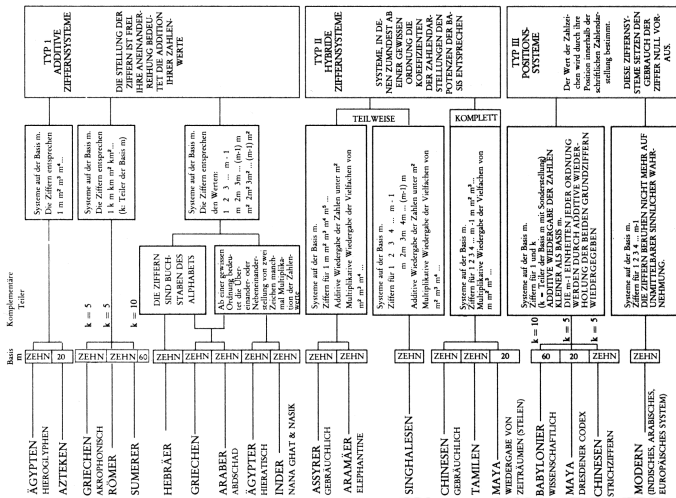 TYP I
ADDITIVE
ZIFFERNSYSTEME
DIE STELLUNG DER
ZIFFERN IST FREI.
IHRE ANEINANDER-
REIHUNG BEDEU-
TET DIE ADDITION
IHRER ZAHLEN-
WERTE
TYP II
HYBRIDE
ZIFFERNSYSTEME
SYSTEME, IN DE-
NEN ZUMINDEST AB
EINER GEWISSEN
ORDNUNG DIE
KOEFFIZIENTEN
DER ZAHLENDAR-
STELLUNGEN DEN
POTENZEN DER BA-
SIS ENTSPRECHEN
TYP III
POSITIONS-
SYSTEME
Der Wert der Zahlzei-
chen wird durch ihre
Position innerhalb der
schriftlichen Zahlendar-
stellung bestimmt.
DIESE ZIFFERNSY-
STEME SETZEN DEN
GEBRAUCH DER
ZIFFER NULL VOR-
AUS.
TEILWEISE
KOMPLETT
Systeme auf der Basis m.
Die Ziffern entsprechen
1 m m² m³ m⁴ ...
Systeme auf der Basis m.
Die Ziffern entsprechen
1 k m km m² km² ...
(k: Teiler der Basis m)
Systeme auf der Basis m.
Die Ziffern entsprechen
den Werten:
1 2 3 ... m - 1
m 2m 3m ... (m-1) m
m² 2m² 3m² ... (m-1) m²
DIE ZIFFERN
SIND BUCH-
STABEN DES
ALPHABETS
Ab einer gewissen
Ordnung bedeu-
tet die Über-
einander- oder
Nebeneinander-
stellung von zwei
Zeichen manch-
mal Multiplika-
tion der Zahlen-
werte
Systeme auf der Basis m.
Ziffern für 1 m m² m³ m⁴ m⁵ ...
Additive Wiedergabe der Zahlen unter m²
Multiplikative Wiedergabe der Vielfachen von
m² m³ m⁴ ...
Systeme auf der Basis m.
Ziffern für 1 2 3 4 ... m - 1
m 2m 3m 4m ... (m-1) m
m² m³ m⁴ ...
Additive Wiedergabe der Zahlen unter m²
Multiplikative Wiedergabe der Vielfachen von
m² m³ m⁴ ...
Systeme auf der Basis m.
Ziffern für 1 2 3 4 ... m -1 m m² m³ ...
Multiplikative Wiedergabe der Vielfachen von
m m² m³ ...
Systeme auf der Basis m.
Ziffern für 1 und k
(k = Teiler der Basis m mit Sonderstellung)
ADDITIVE WIEDERGABE DER ZAHLEN
KLEINER ALS BASIS m.
DIE m-1 EINHEITEN JEDER ORDNUNG
WERDEN DURCH ADDITIVE WIEDER-
HOLUNG DER BEIDEN GRUNDZIFFERN
WIEDERGEGEBEN
Systeme auf der Basis m.
Ziffern für 1 2 3 4 ... m-1
DIE ZIFFERN BERUHEN NICHT MEHR AUF
UNMITTELBARER SINNLICHER WAHR-
NEHMUNG.
Komplementäre
Teiler
k = 5
k = 5
k = 10
k = 10
k = 5
k = 5
Basis
m
ZEHN
20
ZEHN
ZEHN
60
ZEHN
ZEHN
ZEHN
ZEHN
ZEHN
ZEHN
ZEHN
ZEHN
ZEHN
ZEHN
20
60
20
ZEHN
ZEHN
ÄGYPTEN
HIEROGLYPHEN
AZTEKEN
GRIECHEN
AKROPHONISCH
RÖMER
SUMERER
HEBRÄER
GRIECHEN
ARABER
ABDSCHAD
ÄGYPTER
HIERATISCH
INDER
NANA GHAT & NASIK
ASSYRER
GEBRÄUCHLICH
ARAMÄER
ELEPHANTINE
SINGHALESEN
CHINESEN
GEBRÄUCHLICH
TAMILEN
MAYA
WIEDERGABE VON
ZEITRÄUMEN (STELEN)
BABYLONIER
WISSENSCHAFTLICH
MAYA
DRESDENER CODEX
CHINESEN
STRICHZIFFERN
MODERN
(INDISCHES, ARABISCHES,
EUROPÄISCHES SYSTEM)